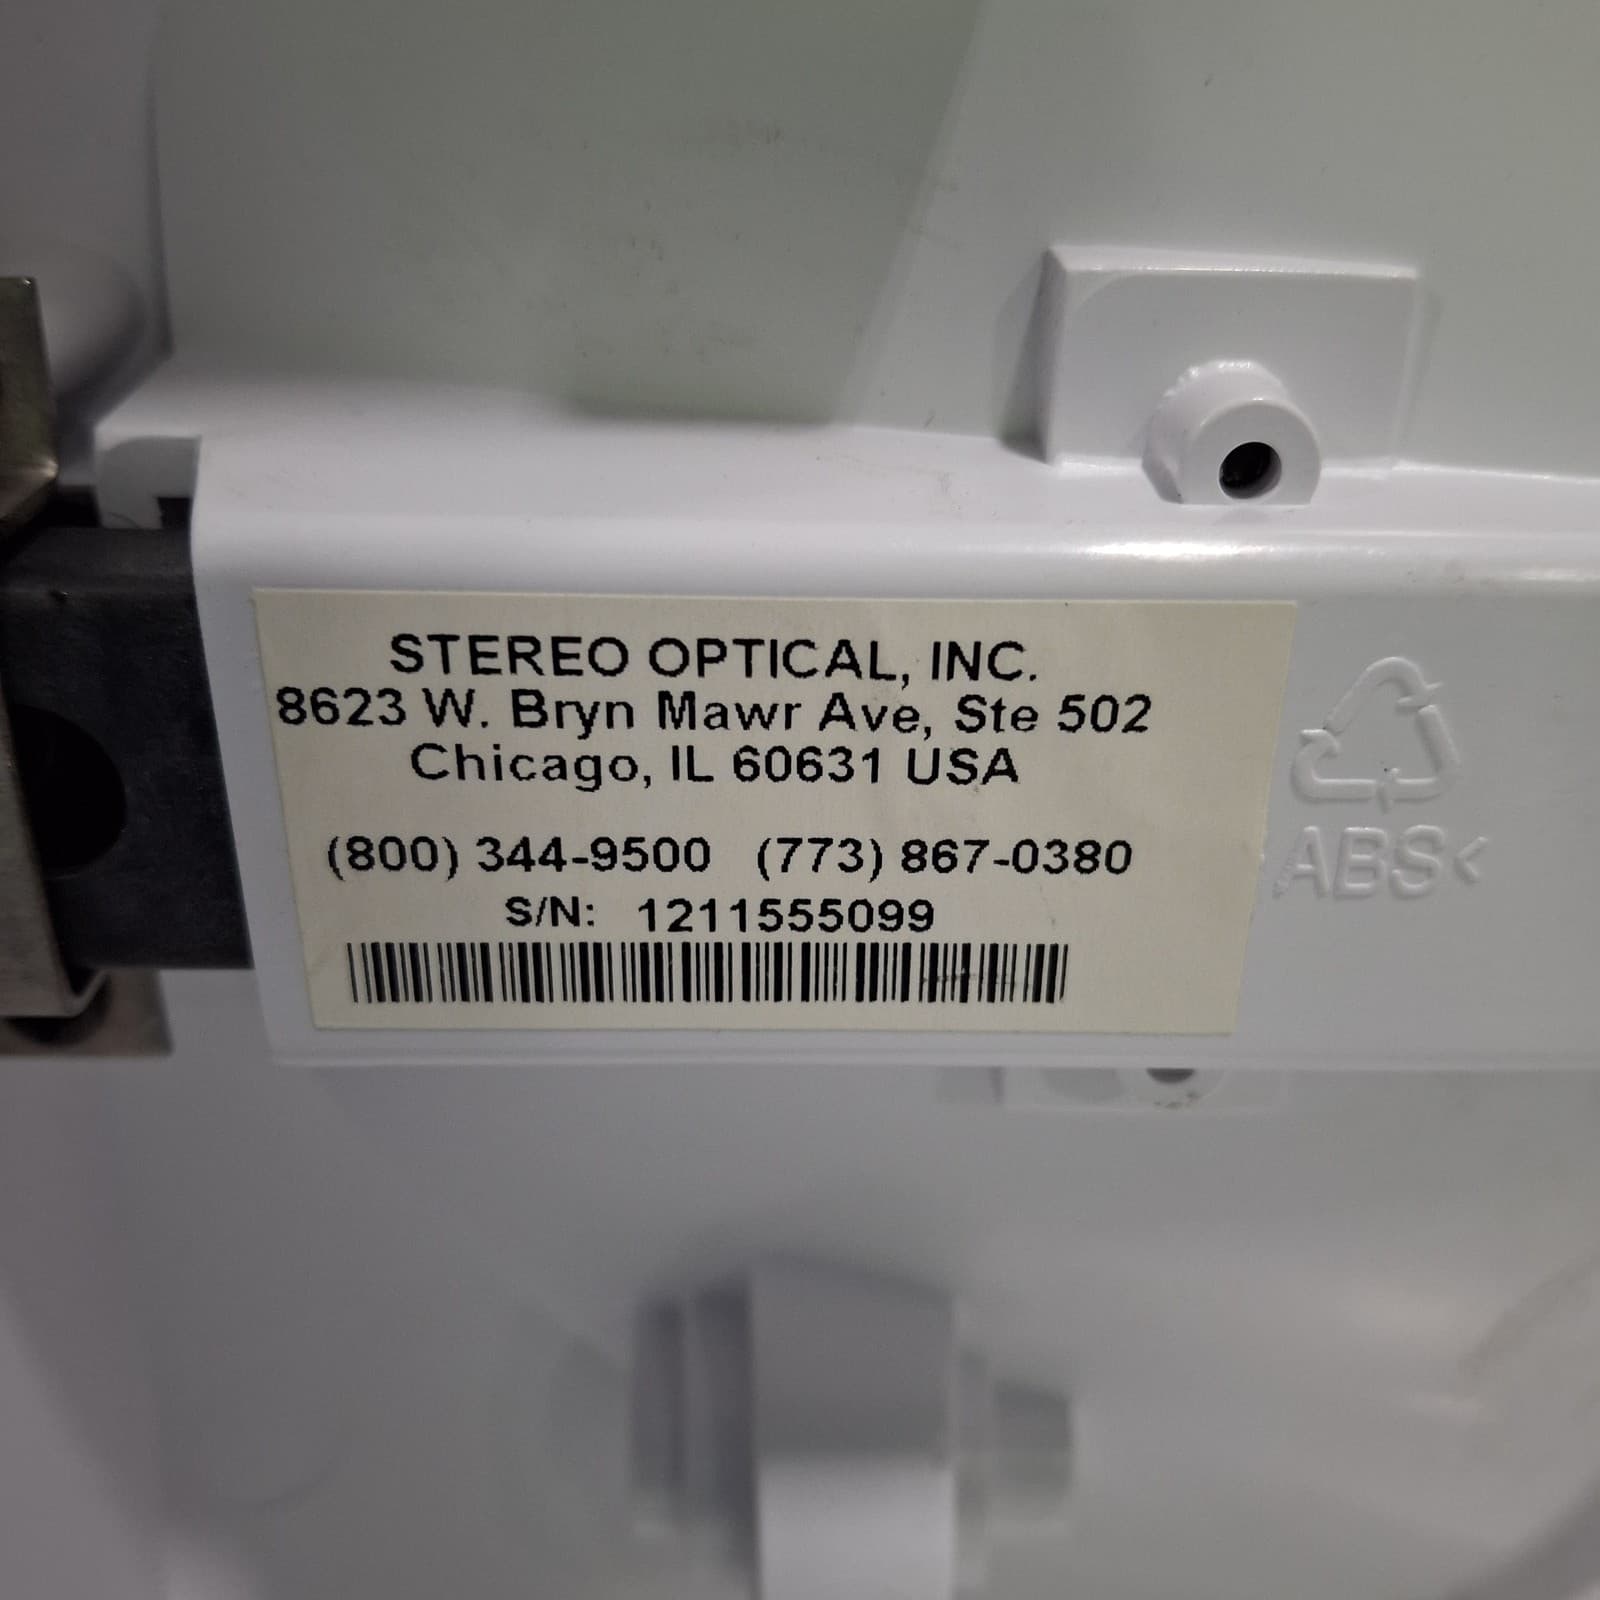 STEREO OPTICAL, INC.
8623 W. Bryn Mawr Ave, Ste 502
Chicago, IL 60631 USA
(800) 344-9500 (773) 867-0380
S/N: 1211555099
>ABS<